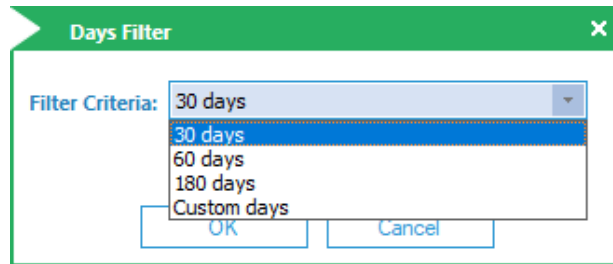 Days Filter
Filter Criteria: 30 days
30 days
60 days
180 days
Custom days
OK Cancel